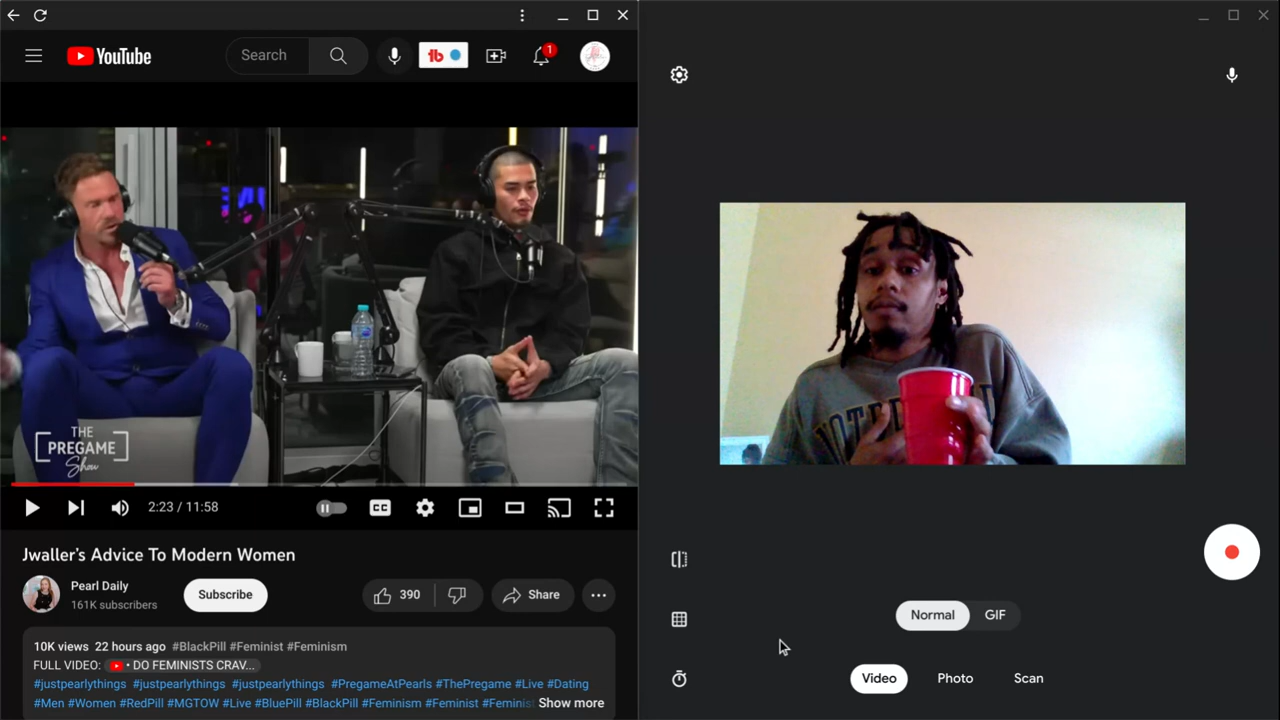 YouTube
Search
1
THE
PREGAME
Show
2:23 / 11:58
CC
Jwaller's Advice To Modern Women
Pearl Daily
161K subscribers
Subscribe
390
Share
10K views 22 hours ago #BlackPill #Feminist #Feminism
FULL VIDEO: • DO FEMINISTS CRAV...
#justpearlythings #justpearlythings #justpearlythings #PregameAtPearls #ThePregame #Live #Dating
#Men #Women #RedPill #MGTOW #Live #BluePill #BlackPill #Feminism #Feminist #Feminis Show more
Normal
GIF
Video
Photo
Scan